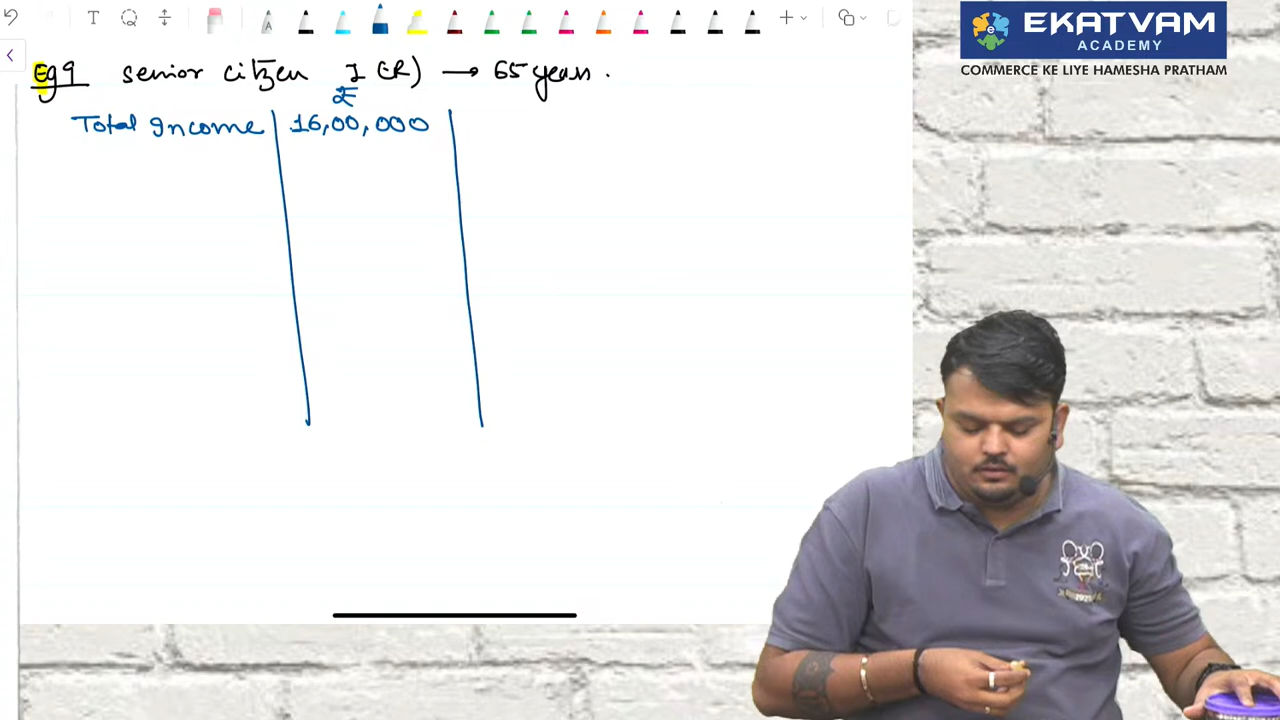 EKATVAM
ACADEMY
COMMERCE KE LIYE HAMESHA PRATHAM
Eg 9 senior citizen I (R) → 65 years.
Total Income 16,00,000